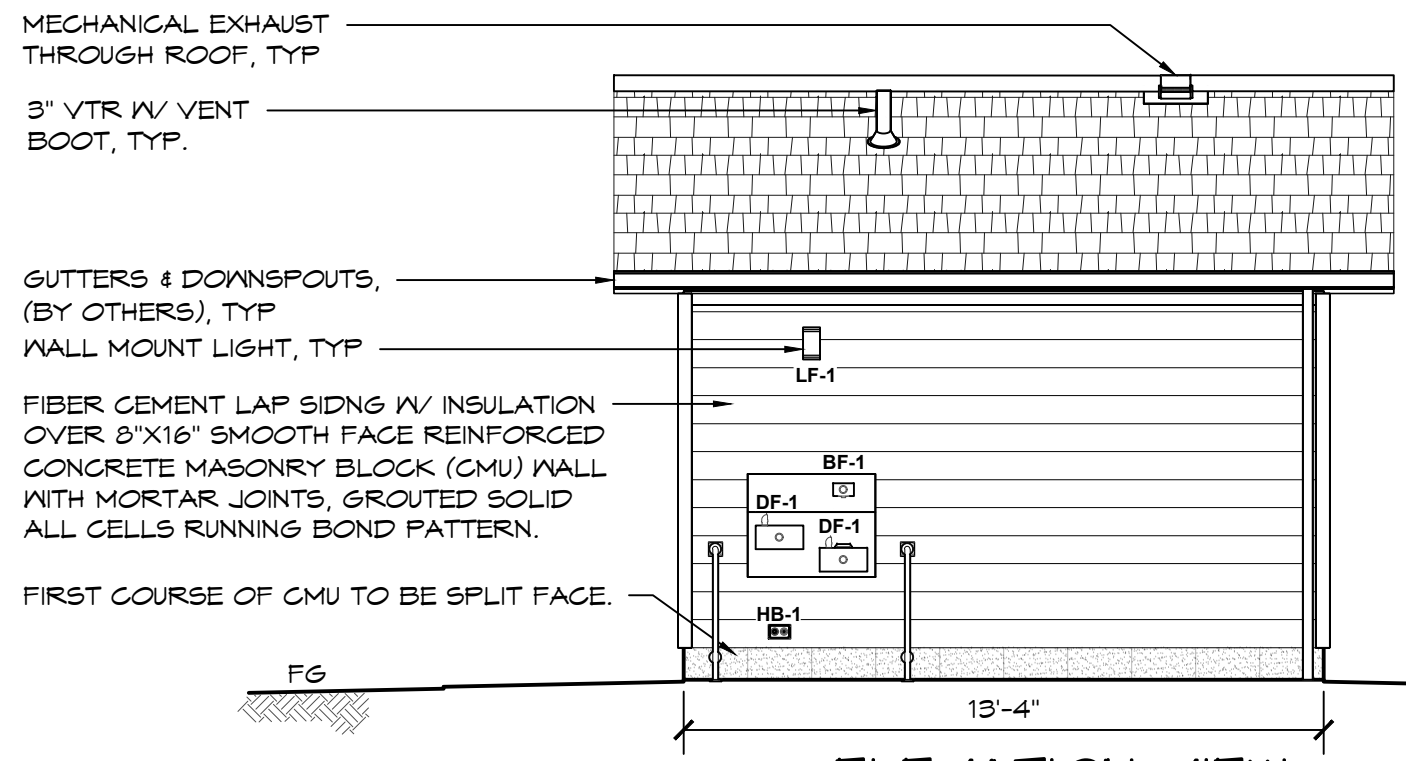 MECHANICAL EXHAUST
THROUGH ROOF, TYP
3" VTR W/ VENT
BOOT, TYP.
GUTTERS & DOWNSPOUTS,
(BY OTHERS), TYP
WALL MOUNT LIGHT, TYP
LF-1
FIBER CEMENT LAP SIDNG W/ INSULATION
OVER 8"X16" SMOOTH FACE REINFORCED
CONCRETE MASONRY BLOCK (CMU) WALL
WITH MORTAR JOINTS, GROUTED SOLID
ALL CELLS RUNNING BOND PATTERN.
BF-1
DF-1
DF-1
FIRST COURSE OF CMU TO BE SPLIT FACE.
HB-1
FG
13'-4"
ELEVATION VIEW